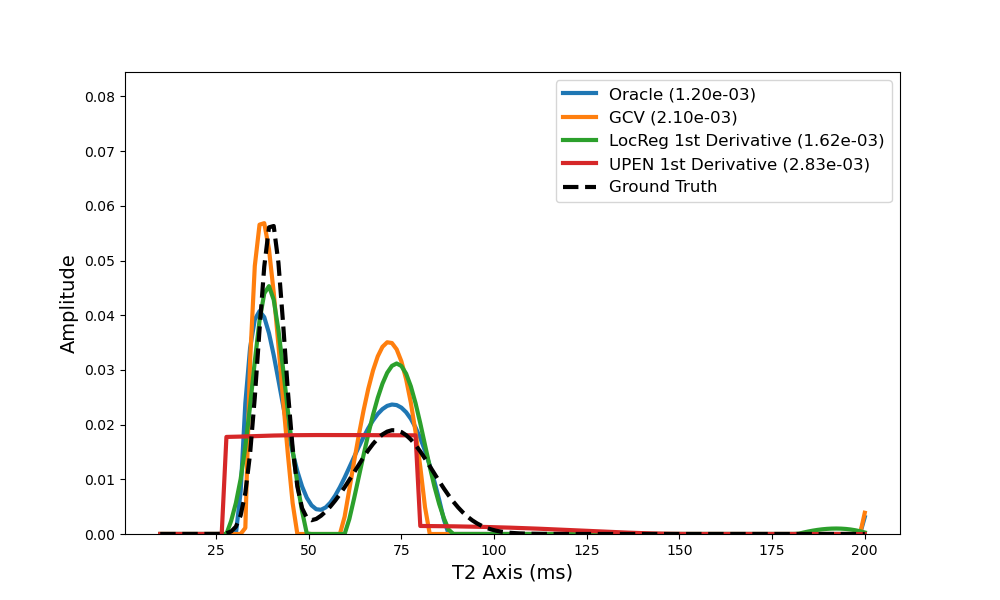 Oracle (1.20e-03)
GCV (2.10e-03)
LocReg 1st Derivative (1.62e-03)
UPEN 1st Derivative (2.83e-03)
Ground Truth
Amplitude
0.08
0.07
0.06
0.05
0.04
0.03
0.02
0.01
0.00
25 50 75 100 125 150 175 200
T2 Axis (ms)